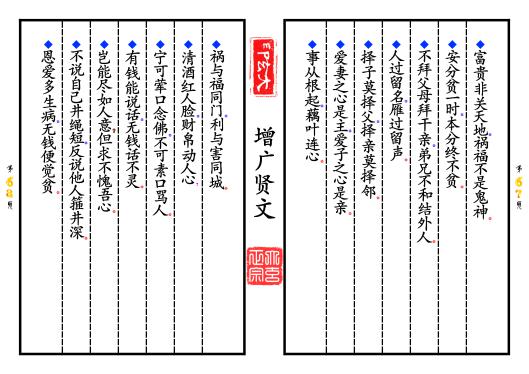 富贵非关天地，祸福不是鬼神。
安分贫一时，本分终不贫。
不拜父母拜干亲，弟兄不和结外人。
人过留名，雁过留声。
择子莫择父，择亲莫择邻。
爱妻之心是主，爱子之心是亲。
事从根起，藕叶连心。
第67页
增广贤文
祸与福同门，利与害同城。
清酒红人脸，财帛动人心；
宁可荤口念佛，不可素口骂人。
有钱能说话，无钱话不灵。
岂能尽如人意？但求不愧吾心。
不说自己井绳短，反说他人箍井深。
恩爱多生病，无钱便觉贫。
第68页